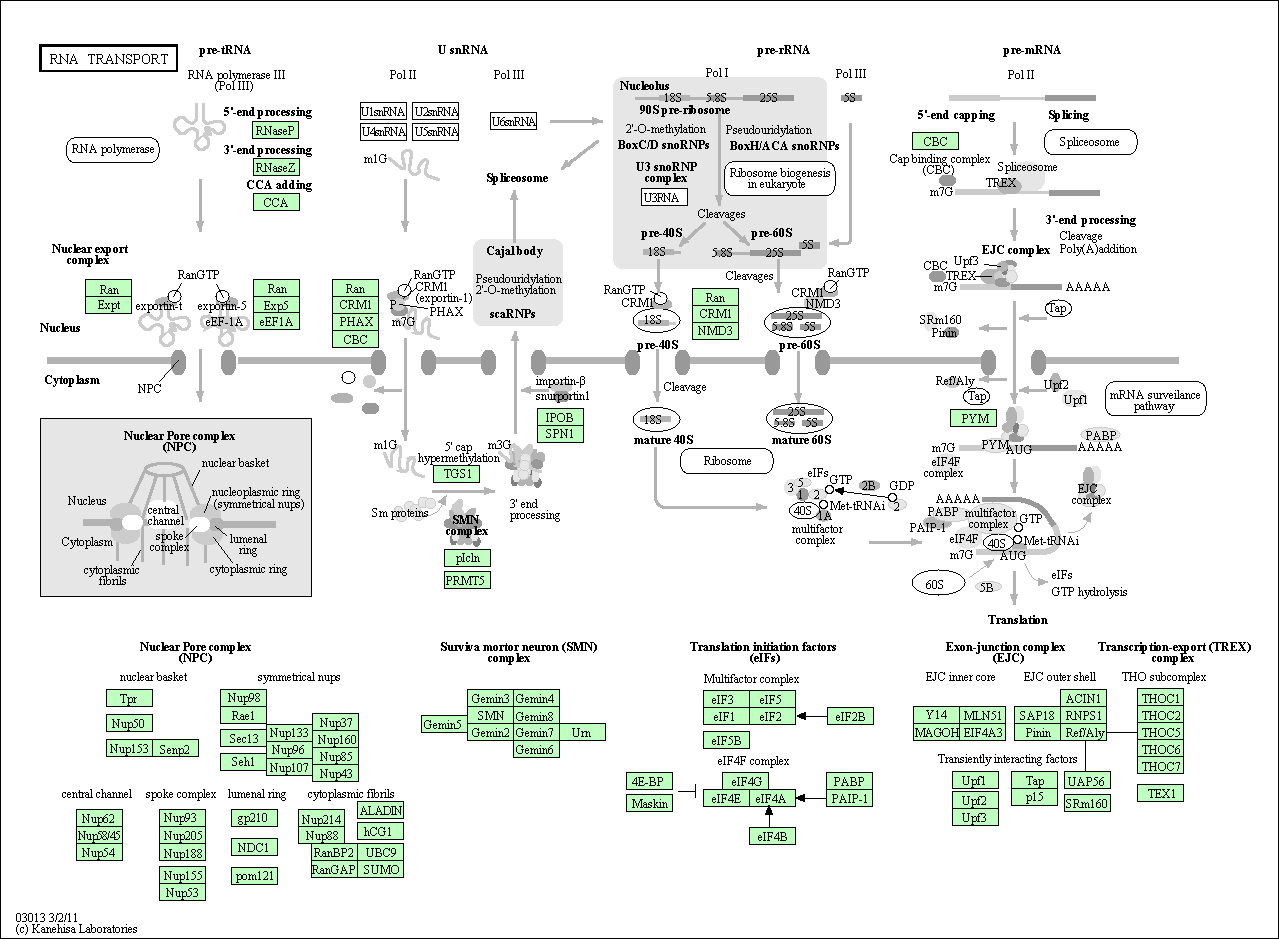 RNA TRANSPORT
pre-tRNA
U snRNA
pre-rRNA
pre-mRNA
RNA polymerase III
(Pol III)
Pol II
Pol III
Pol I
Pol III
Pol II
5'-end processing
RNaseP
3'-end processing
RNaseZ
CCA adding
CCA
RNA polymerase
U1snRNA
U2snRNA
U4snRNA
U5snRNA
U6snRNA
m1G
Spliceosome
Nucleolus
18S
5.8S
25S
5S
90S pre-ribosome
2'-O-methylation
Pseudouridylation
BoxC/D snoRNPs
BoxH/ACA snoRNPs
U3 snoRNP
complex
U3RNA
Ribosome biogenesis
in eukaryote
Cleavages
pre-40S
pre-60S
18S
5.8S
25S
5S
Cleavages
5'-end capping
Splicing
CBC
Cap binding complex
(CBC)
Spliceosome
Spliceosome
TREX
m7G
3'-end processing
Cleavage
Poly(A)addition
EJC complex
CBC
Upf3
TREX
m7G
AAAAA
Tap
SRm160
Pinin
Nuclear export
complex
Ran
Expt
RanGTP
exportin-t
exportin-5
eEF-1A
Ran
Exp5
eEF1A
Ran
CRM1
PHAX
CBC
RanGTP
CRM1
(exportin-1)
P
PHAX
m7G
Cajal body
Pseudouridylation
2'-O-methylation
scaRNPs
RanGTP
CRM1
18S
pre-40S
Ran
CRM1
NMD3
RanGTP
CRM1
NMD3
25S
5.8S
5S
pre-60S
Nucleus
Cytoplasm
NPC
importin-β
snurportin1
IPOB
SPN1
Cleavage
18S
mature 40S
25S
5.8S
5S
mature 60S
Ref/Aly
Tap
Upf2
Upf1
mRNA surveilance
pathway
PYM
m7G
PYM
AUG
PABP
AAAAA
eIF4F
complex
EJC
complex
Nuclear Pore complex
(NPC)
nuclear basket
Nucleus
nucleoplasmic ring
(symmetrical nups)
central
channel
spoke
complex
Cytoplasm
lumenal
ring
cytoplasmic
fibrils
cytoplasmic ring
m1G
5' cap
hypermethylation
TGS1
m3G
Sm proteins
SMN
complex
3' end
processing
pIcln
PRMT5
Ribosome
eIFs
3
5
1
2
GTP
2B
GDP
2
40S
1A
Met-tRNAi
multifactor
complex
AAAAA
PABP
PAIP-1
multifactor
complex
GTP
eIF4F
40S
Met-tRNAi
m7G
AUG
60S
5B
eIFs
GTP hydrolysis
Translation
Nuclear Pore complex
(NPC)
nuclear basket
symmetrical nups
Tpr
Nup50
Nup153
Senp2
Nup98
Rae1
Sec13
Seh1
Nup133
Nup96
Nup107
Nup37
Nup160
Nup85
Nup43
central channel
spoke complex
lumenal ring
cytoplasmic fibrils
Nup62
Nup58/45
Nup54
Nup93
Nup205
Nup188
Nup155
Nup53
gp210
NDC1
pom121
Nup214
Nup88
RanBP2
RanGAP
ALADIN
hCG1
UBC9
SUMO
Surviva mortor neuron (SMN)
complex
Gemin5
Gemin3
Gemin4
SMN
Gemin8
Gemin2
Gemin7
Gemin6
Urn
Translation initiation factors
(eIFs)
Multifactor complex
eIF3
eIF5
eIF1
eIF2
eIF2B
eIF5B
eIF4F complex
4E-BP
Maskin
eIF4G
eIF4E
eIF4A
PABP
PAIP-1
eIF4B
Exon-junction complex
(EJC)
EJC inner core
EJC outer shell
Y14
MLN51
MAGOH
EIF4A3
ACIN1
SAP18
RNPS1
Pinin
Ref/Aly
Transiently interacting factors
Upf1
Upf2
Upf3
Tap
p15
UAP56
SRm160
Transcription-export (TREX)
complex
THO subcomplex
THOC1
THOC2
THOC5
THOC6
THOC7
TEX1
03013 3/2/11
(c) Kanehisa Laboratories